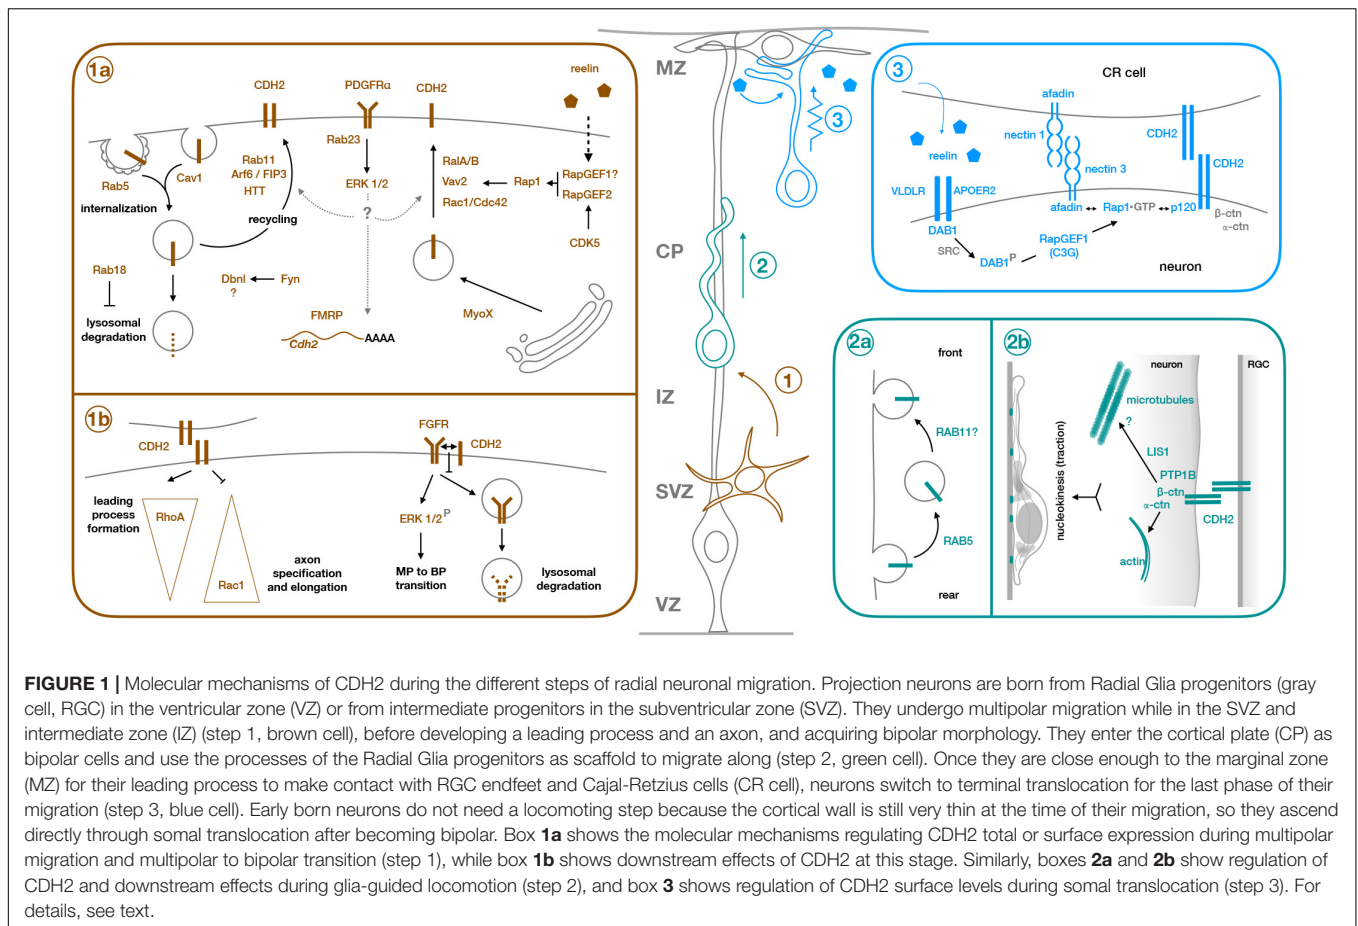 1a
CDH2
PDGFRα
CDH2
reelin
Rab23
Rab5
Cav1
Rab11
Arf6 / FIP3
HTT
internalization
recycling
ERK 1/2
?
RalA/B
Vav2
Rac1/Cdc42
Rap1
RapGEF1?
RapGEF2
CDK5
Rab18
Dbnl
?
Fyn
lysosomal
degradation
FMRP
Cdh2
AAAA
MyoX
1b
CDH2
leading
process
formation
RhoA
Rac1
axon
specification
and elongation
FGFR
CDH2
ERK 1/2 P
MP to BP
transition
lysosomal
degradation
MZ
CP
IZ
SVZ
VZ
3
2
1
3
CR cell
afadin
nectin 1
nectin 3
CDH2
CDH2
reelin
VLDLR
APOER2
afadin
Rap1•GTP
p120
β-ctn
α-ctn
DAB1
SRC
DAB1P
RapGEF1
(C3G)
neuron
2a
front
RAB11?
RAB5
rear
2b
neuron
RGC
microtubules
?
LIS1
PTP1B
β-ctn
α-ctn
CDH2
actin
nucleokinesis (traction)
FIGURE 1 | Molecular mechanisms of CDH2 during the different steps of radial neuronal migration. Projection neurons are born from Radial Glia progenitors (gray
cell, RGC) in the ventricular zone (VZ) or from intermediate progenitors in the subventricular zone (SVZ). They undergo multipolar migration while in the SVZ and
intermediate zone (IZ) (step 1, brown cell), before developing a leading process and an axon, and acquiring bipolar morphology. They enter the cortical plate (CP) as
bipolar cells and use the processes of the Radial Glia progenitors as scaffold to migrate along (step 2, green cell). Once they are close enough to the marginal zone
(MZ) for their leading process to make contact with RGC endfeet and Cajal-Retzius cells (CR cell), neurons switch to terminal translocation for the last phase of their
migration (step 3, blue cell). Early born neurons do not need a locomoting step because the cortical wall is still very thin at the time of their migration, so they ascend
directly through somal translocation after becoming bipolar. Box 1a shows the molecular mechanisms regulating CDH2 total or surface expression during multipolar
migration and multipolar to bipolar transition (step 1), while box 1b shows downstream effects of CDH2 at this stage. Similarly, boxes 2a and 2b show regulation of
CDH2 and downstream effects during glia-guided locomotion (step 2), and box 3 shows regulation of CDH2 surface levels during somal translocation (step 3). For
details, see text.